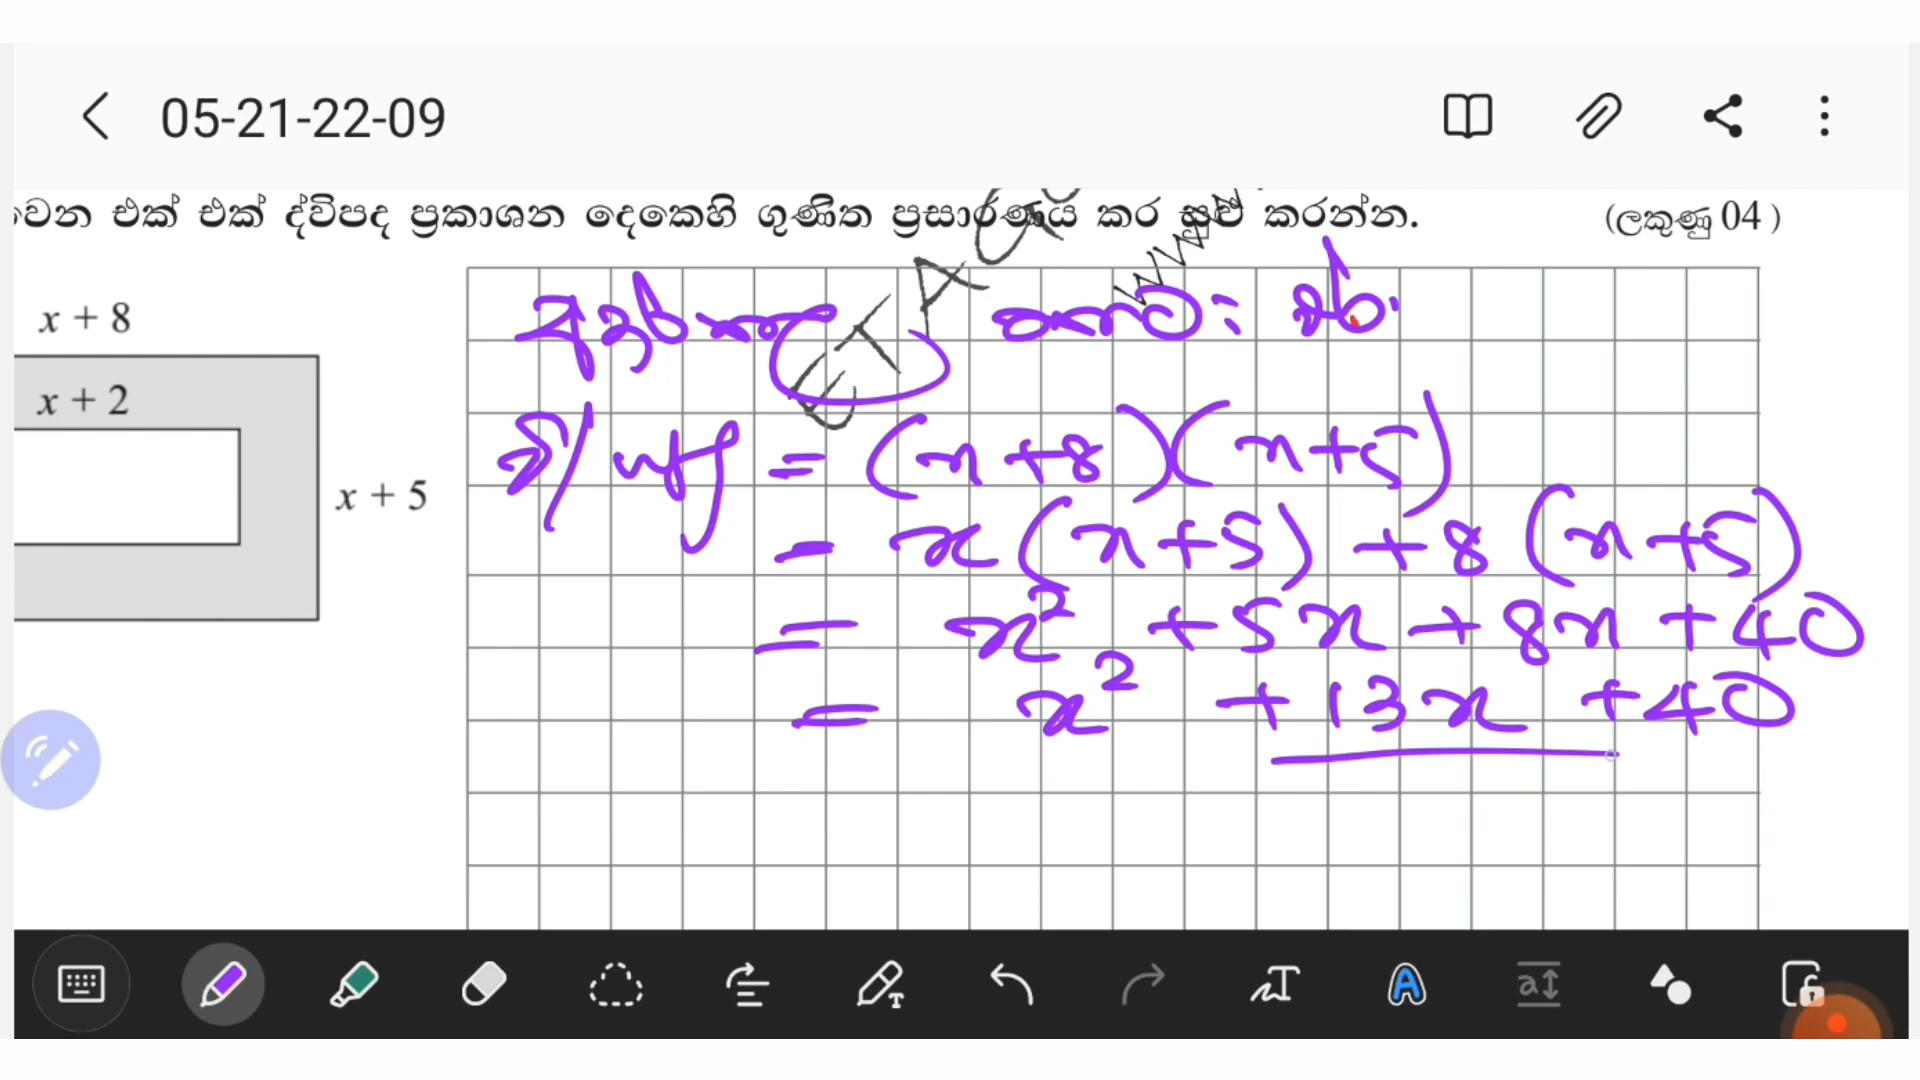 05-21-22-09
වෙන එක් එක් ද්විපද ප්‍රකාශන දෙකෙහි ගුණිත ප්‍රසාරණය කර සුළු කරන්න. (ලකුණු 04)
x + 8
x + 2
x + 5
= (x+8)(x+5)
= x(x+5) +8(x+5)
= x² +5x +8x +40
= x² +13x +40